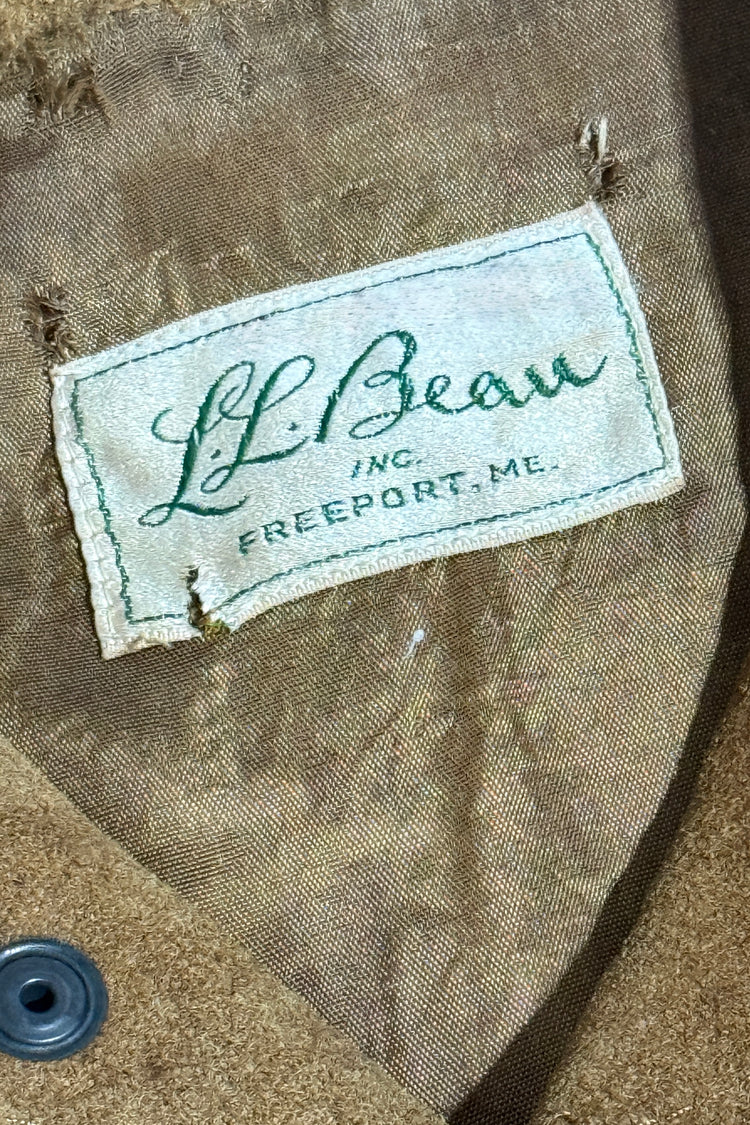 L.L. Bean
INC.
FREEPORT, ME.